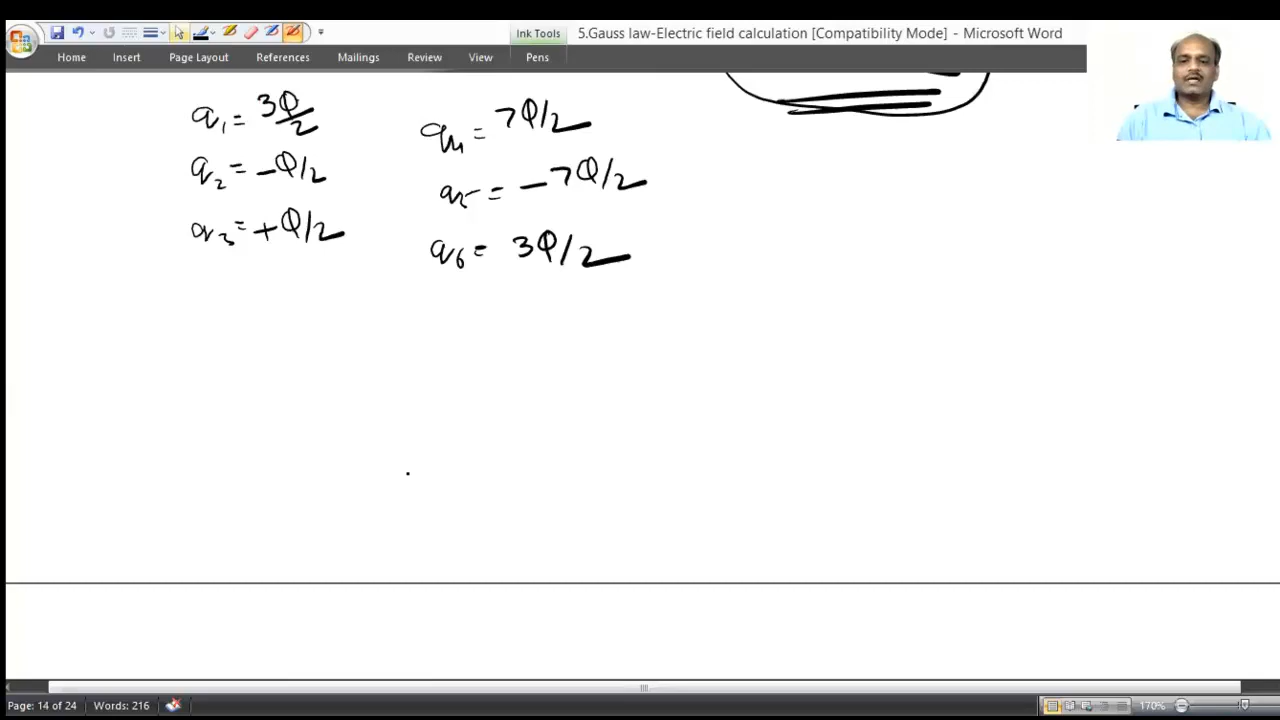 Ink Tools
5.Gauss law-Electric field calculation [Compatibility Mode] - Microsoft Word
Home Insert Page Layout References Mailings Review View Pens
q1 = 3Q/2
q2 = -Q/2
q3 = +Q/2
q4 = 7Q/2
q5 = -7Q/2
q6 = 3Q/2
Page: 14 of 24 Words: 216 170%